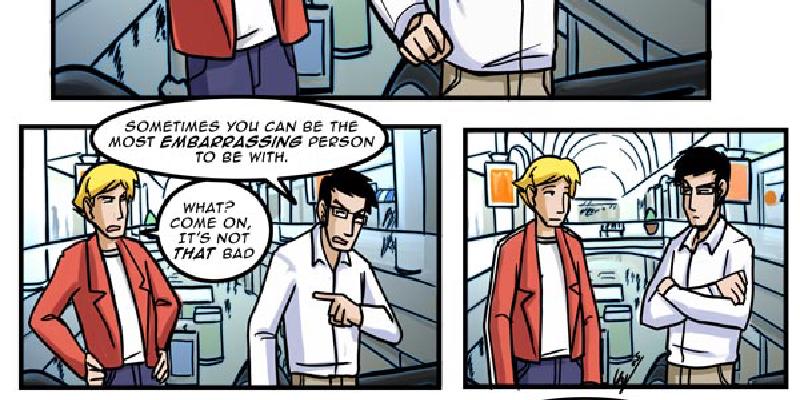 SOMETIMES YOU CAN BE THE
MOST EMBARRASSING PERSON
TO BE WITH.
WHAT?
COME ON,
IT'S NOT
THAT BAD